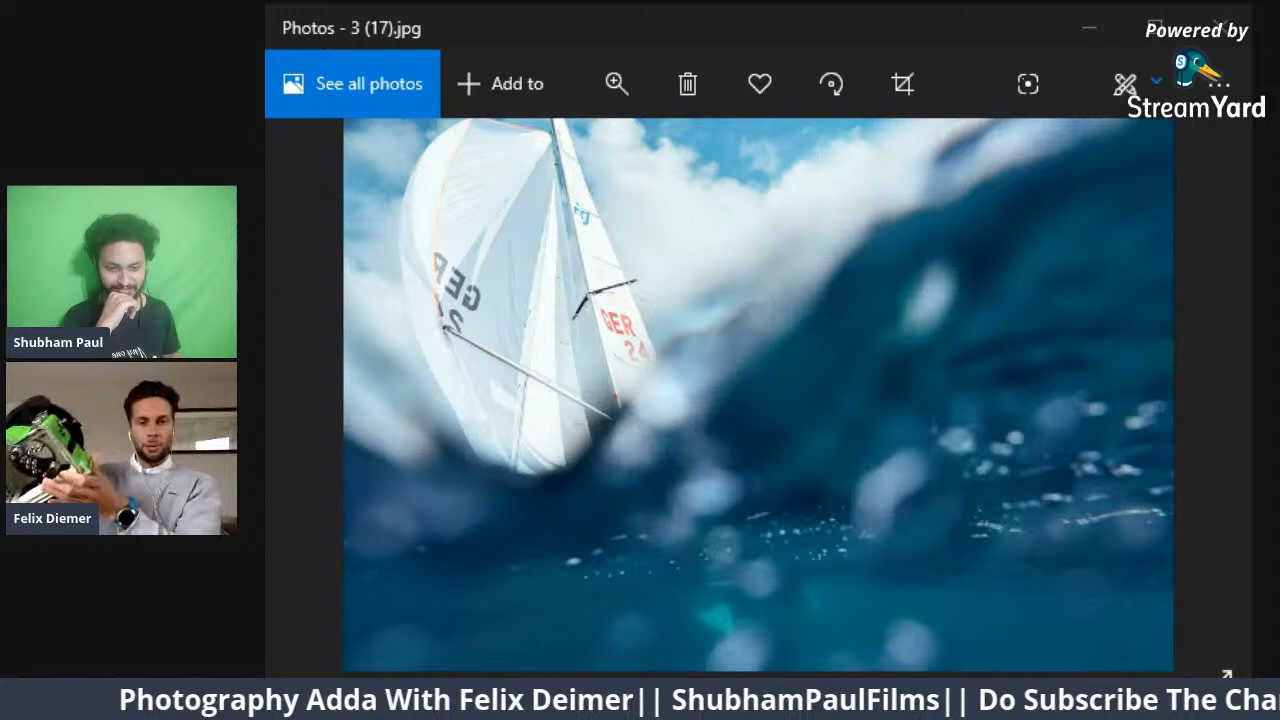 Photos - 3 (17).jpg
Powered by
StreamYard
See all photos
Add to
GER
2
GER
24
Shubham Paul
Felix Diemer
Photography Adda With Felix Deimer|| ShubhamPaulFilms|| Do Subscribe The Cha